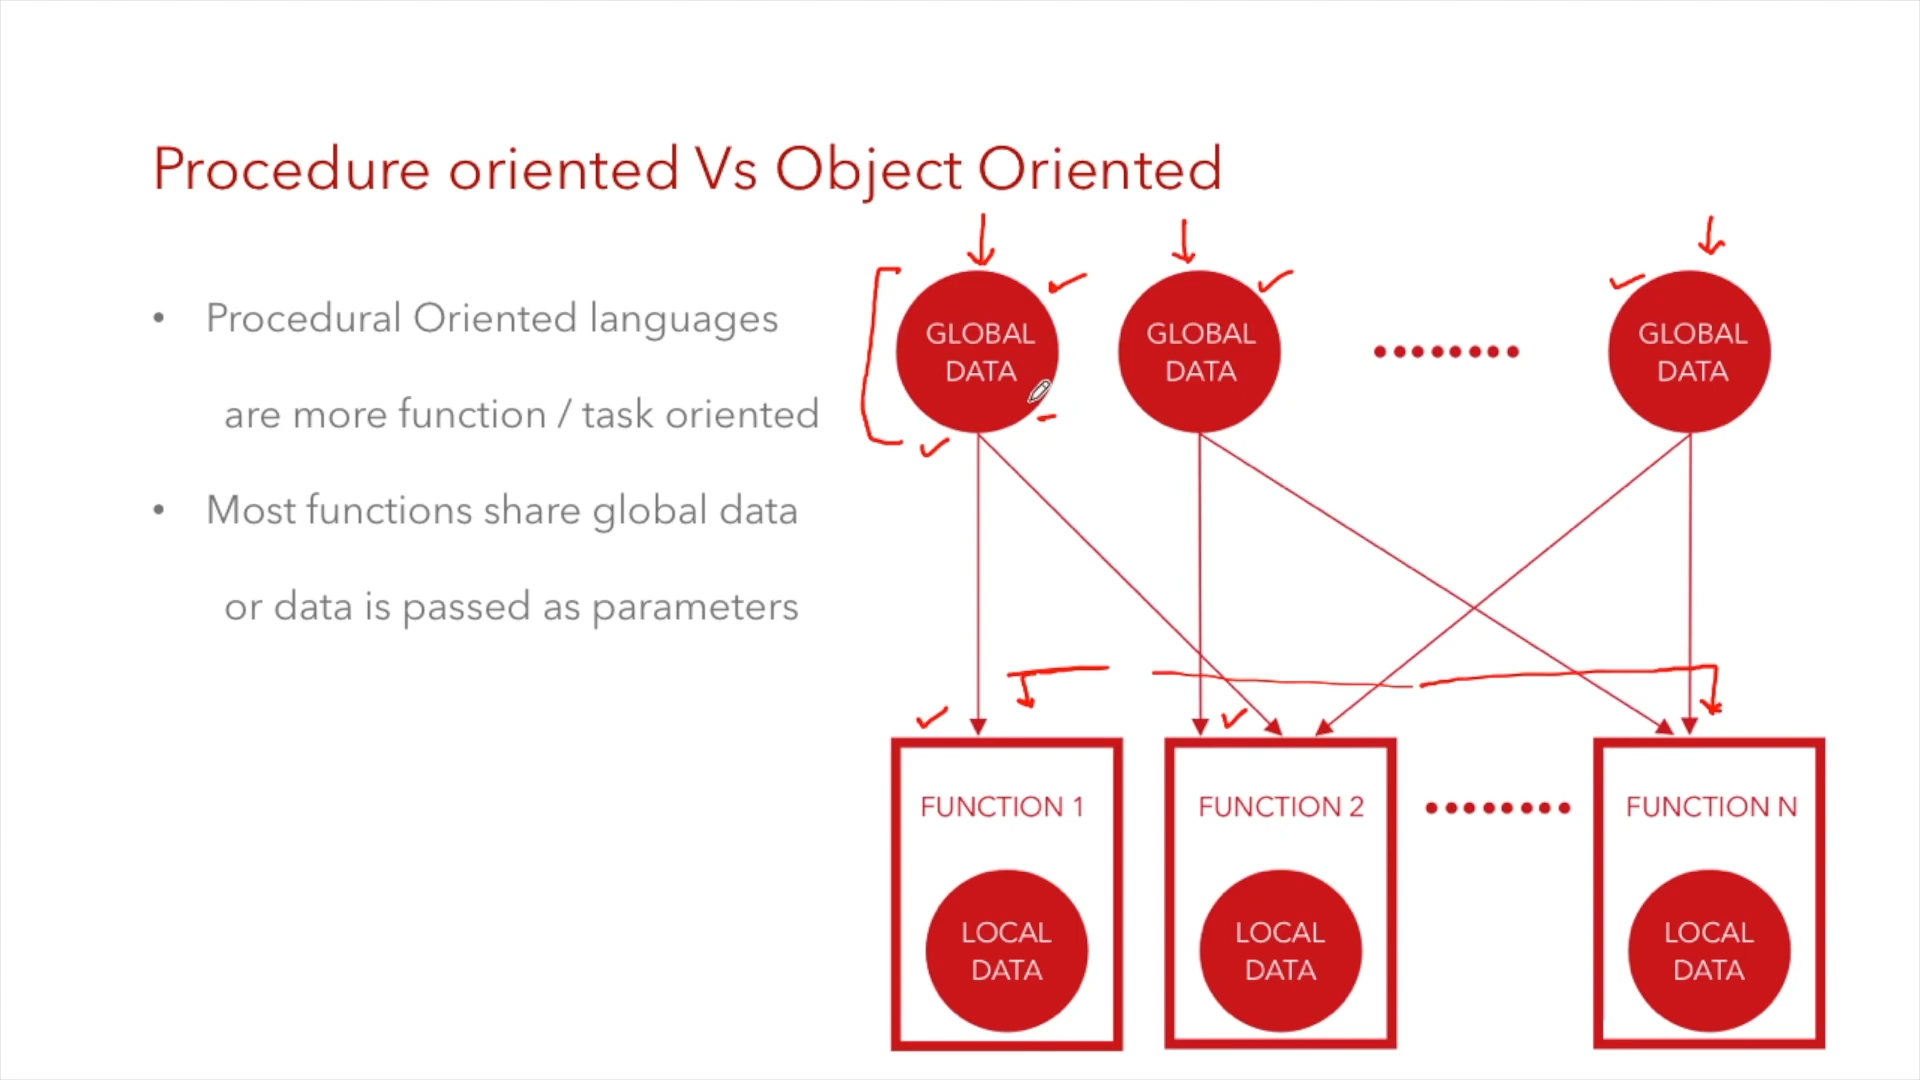 Procedure oriented Vs Object Oriented
• Procedural Oriented languages
are more function / task oriented
• Most functions share global data
or data is passed as parameters
GLOBAL
DATA
GLOBAL
DATA
GLOBAL
DATA
FUNCTION 1
FUNCTION 2
FUNCTION N
LOCAL
DATA
LOCAL
DATA
LOCAL
DATA